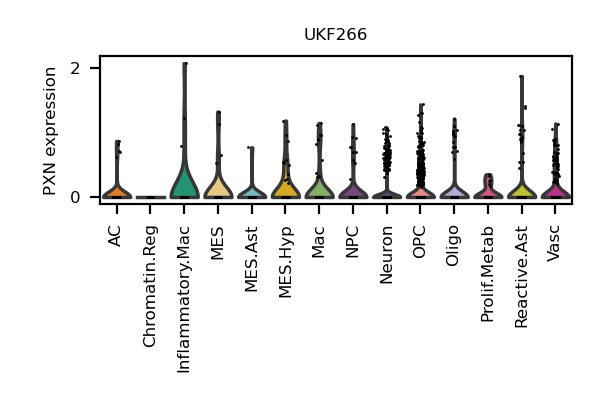 UKF266
PXN expression
2
0
AC
Chromatin.Reg
Inflammatory.Mac
MES
MES.Ast
MES.Hyp
Mac
NPC
Neuron
OPC
Oligo
Prolif.Metab
Reactive.Ast
Vasc